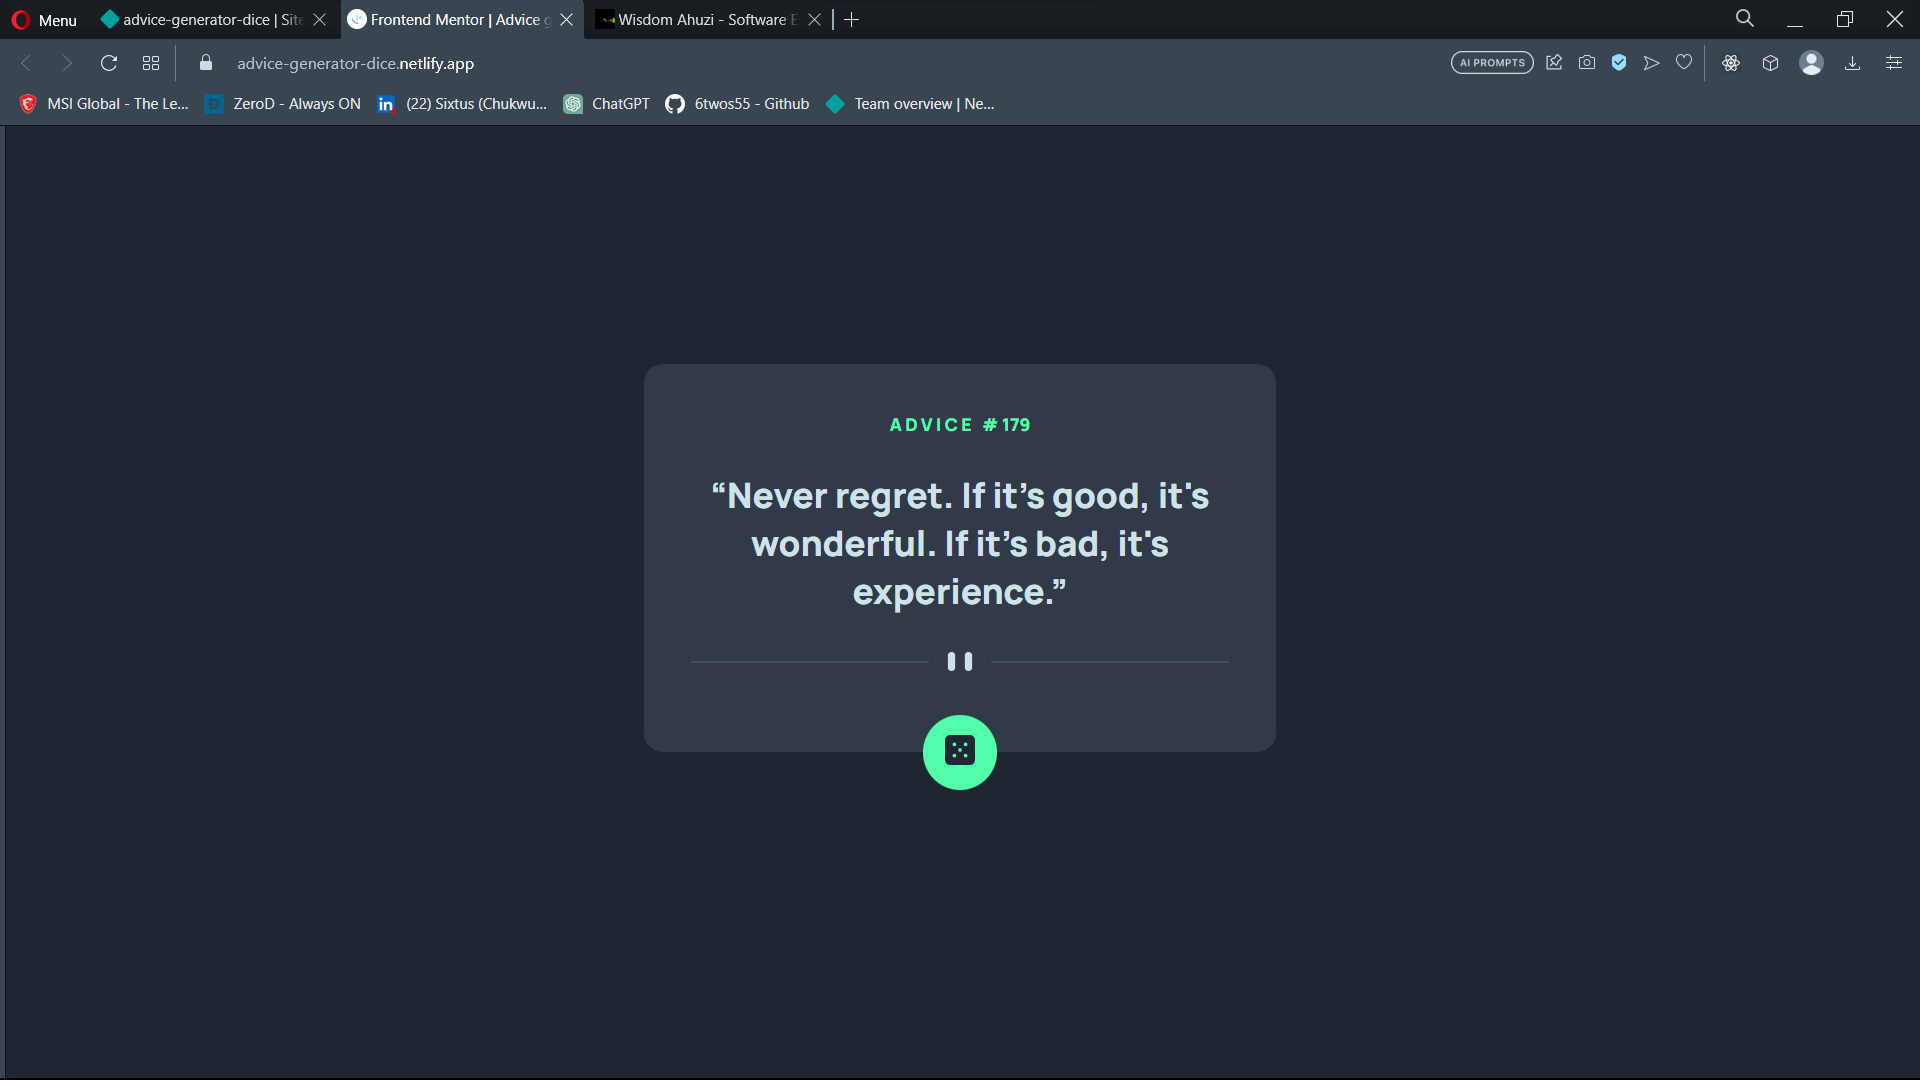 Menu
advice-generator-dice | Site
Frontend Mentor | Advice g
Wisdom Ahuzi - Software E
advice-generator-dice.netlify.app
AI PROMPTS
MSI Global - The Le...
D ZeroD - Always ON
in (22) Sixtus (Chukwu...
ChatGPT
6twos55 - Github
Team overview | Ne...
ADVICE #179
“Never regret. If it’s good, it's
wonderful. If it’s bad, it's
experience.”